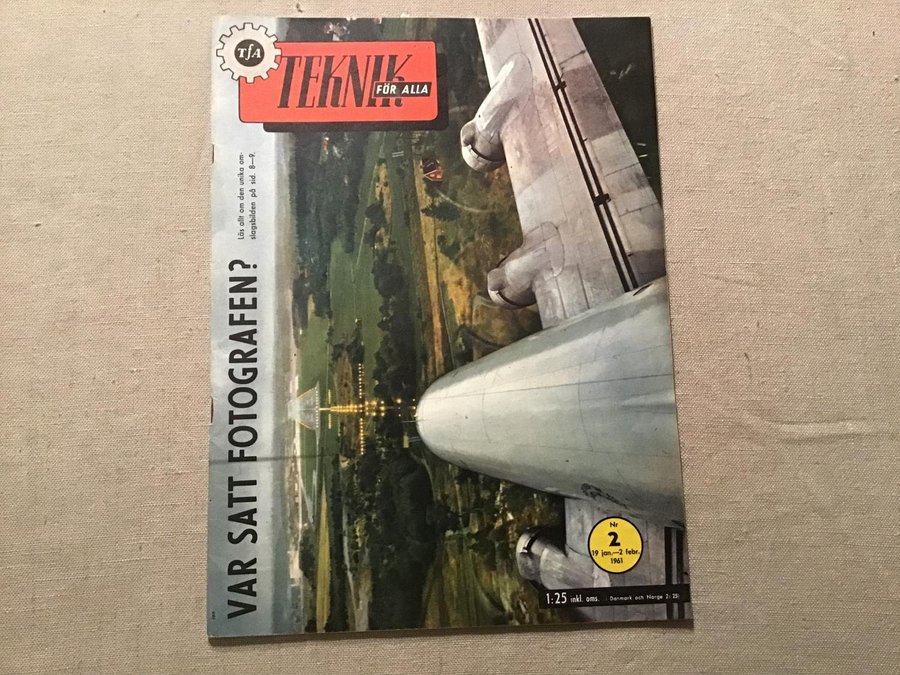 TfA
TEKNIK
FÖR ALLA
VAR SATT FOTOGRAFEN?
Läs allt om den unika om-
slagsbilden på sid. 8—9.
Nr
2
19 jan.—2 febr.
1961
1:25 inkl. oms. Danmark och Norge 2:25